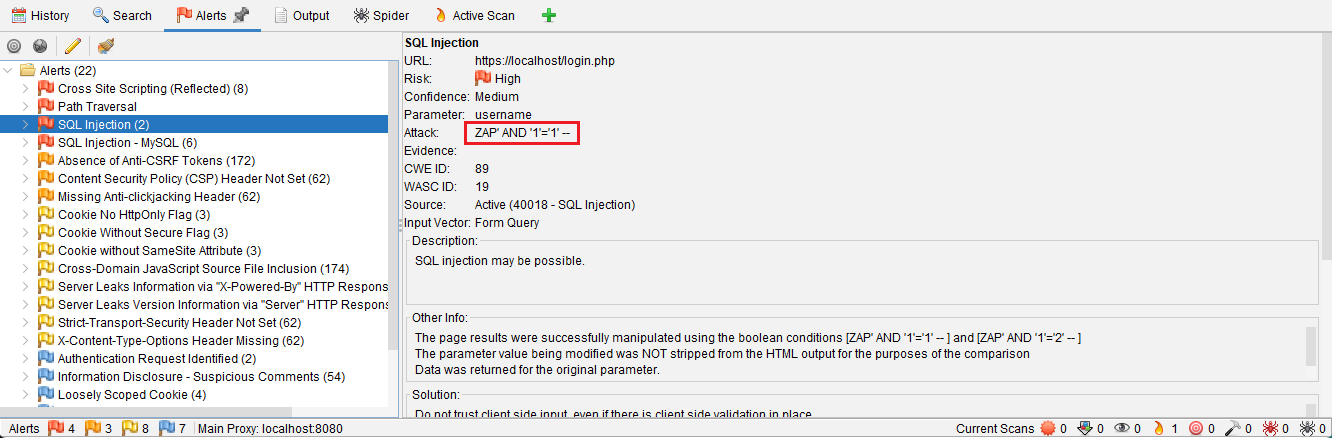 History Search Alerts Output Spider Active Scan
Alerts (22)
Cross Site Scripting (Reflected) (8)
Path Traversal
SQL Injection (2)
SQL Injection - MySQL (6)
Absence of Anti-CSRF Tokens (172)
Content Security Policy (CSP) Header Not Set (62)
Missing Anti-clickjacking Header (62)
Cookie No HttpOnly Flag (3)
Cookie Without Secure Flag (3)
Cookie without SameSite Attribute (3)
Cross-Domain JavaScript Source File Inclusion (174)
Server Leaks Information via "X-Powered-By" HTTP Respons
Server Leaks Version Information via "Server" HTTP Respons
Strict-Transport-Security Header Not Set (62)
X-Content-Type-Options Header Missing (62)
Authentication Request Identified (2)
Information Disclosure - Suspicious Comments (54)
Loosely Scoped Cookie (4)
SQL Injection
URL: https://localhost/login.php
Risk: High
Confidence: Medium
Parameter: username
Attack: ZAP' AND '1'='1' --
Evidence:
CWE ID: 89
WASC ID: 19
Source: Active (40018 - SQL Injection)
Input Vector: Form Query
Description:
SQL injection may be possible.
Other Info:
The page results were successfully manipulated using the boolean conditions [ZAP' AND '1'='1' -- ] and [ZAP' AND '1'='2' -- ]
The parameter value being modified was NOT stripped from the HTML output for the purposes of the comparison
Data was returned for the original parameter.
Solution:
Do not trust client side input, even if there is client side validation in place.
Alerts 4 3 8 7 Main Proxy: localhost:8080 Current Scans 0 0 0 1 0 0 0 0